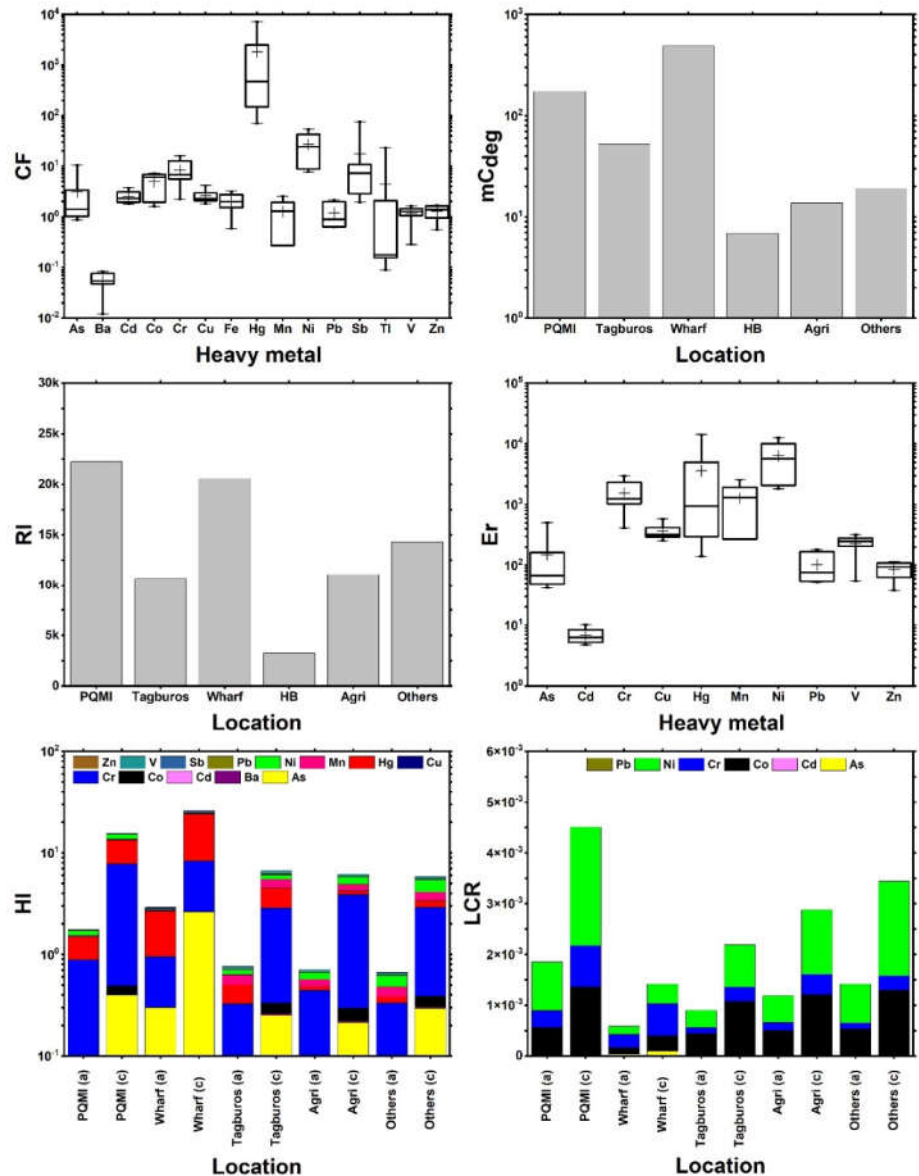 10⁴
10³
10²
10¹
10⁰
10⁻¹
10⁻²
CF
As Ba Cd Co Cr Cu Fe Hg Mn Ni Pb Sb Tl V Zn
Heavy metal
10³
10²
10¹
10⁰
mCdeg
PQMI Tagburos Wharf HB Agri Others
Location
30k
25k
20k
15k
10k
5k
0
RI
PQMI Tagburos Wharf HB Agri Others
Location
10⁵
10⁴
10³
10²
10¹
10⁰
Er
As Cd Cr Cu Hg Mn Ni Pb V Zn
Heavy metal
10²
10¹
10⁰
10⁻¹
HI
Zn V Sb Pb Ni Mn Hg Cu
Cr Co Cd Ba As
PQMI (a) PQMI (c) Wharf (a) Wharf (c) Tagburos (a) Tagburos (c) Agri (a) Agri (c) Others (a) Others (c)
Location
6×10⁻³
5×10⁻³
4×10⁻³
3×10⁻³
2×10⁻³
1×10⁻³
0
LCR
Pb Ni Cr Co Cd As
PQMI (a) PQMI (c) Wharf (a) Wharf (c) Tagburos (a) Tagburos (c) Agri (a) Agri (c) Others (a) Others (c)
Location